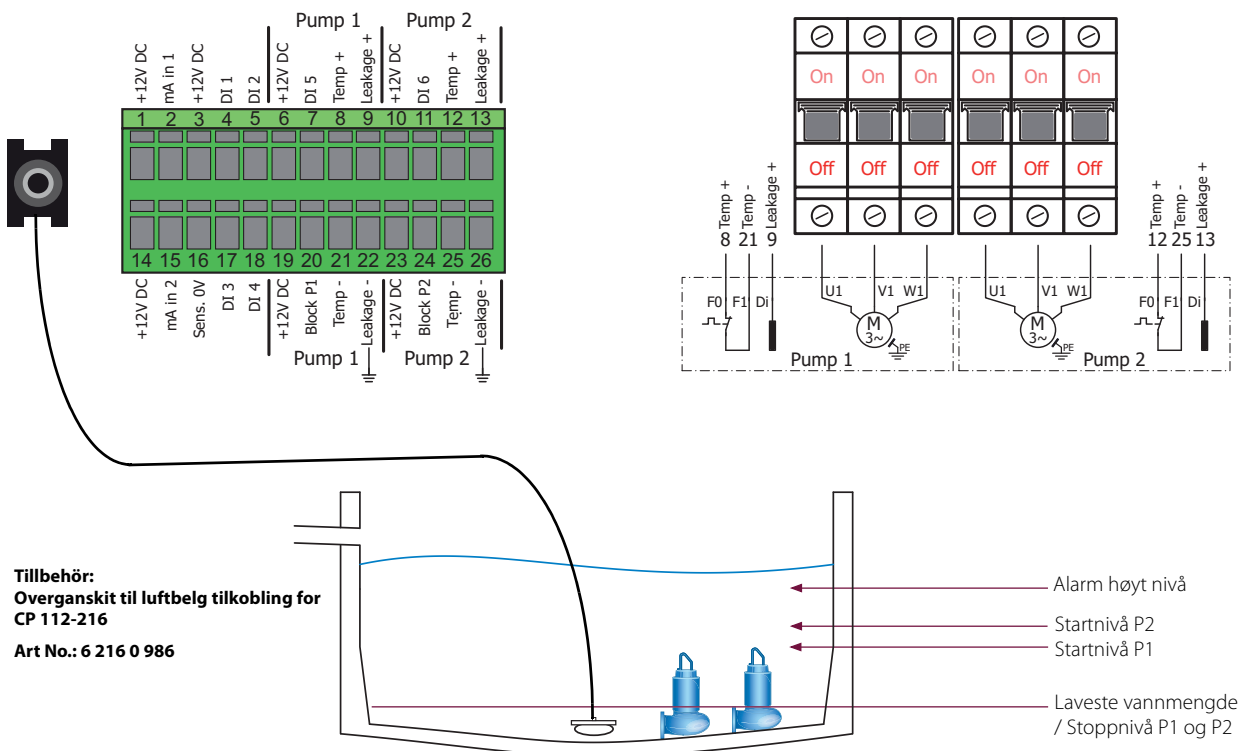 Pump 1 Pump 2
+12V DC
mA in 1
+12V DC
DI 1
DI 2
+12V DC
DI 5
Temp +
Leakage +
+12V DC
DI 6
Temp +
Leakage +
1 2 3 4 5 6 7 8 9 10 11 12 13
14 15 16 17 18 19 20 21 22 23 24 25 26
+12V DC
mA in 2
Sens. 0V
DI 3
DI 4
+12V DC
Block P1
Temp -
Leakage -
+12V DC
Block P2
Temp -
Leakage -
Pump 1 Pump 2
On On On On On On
Off Off Off Off Off Off
Temp +
Temp -
Leakage +
8 21 9
Temp +
Temp -
Leakage +
12 25 13
F0 F1 Di U1 V1 W1
M
3~
PE
Pump 1
U1 V1 W1 F0 F1 Di
M
3~
PE
Pump 2
Tillbehör:
Overganskit til luftbelg tilkobling for
CP 112-216
Art No.: 6 216 0 986
Alarm høyt nivå
Startnivå P2
Startnivå P1
Laveste vannmengde
/ Stoppnivå P1 og P2